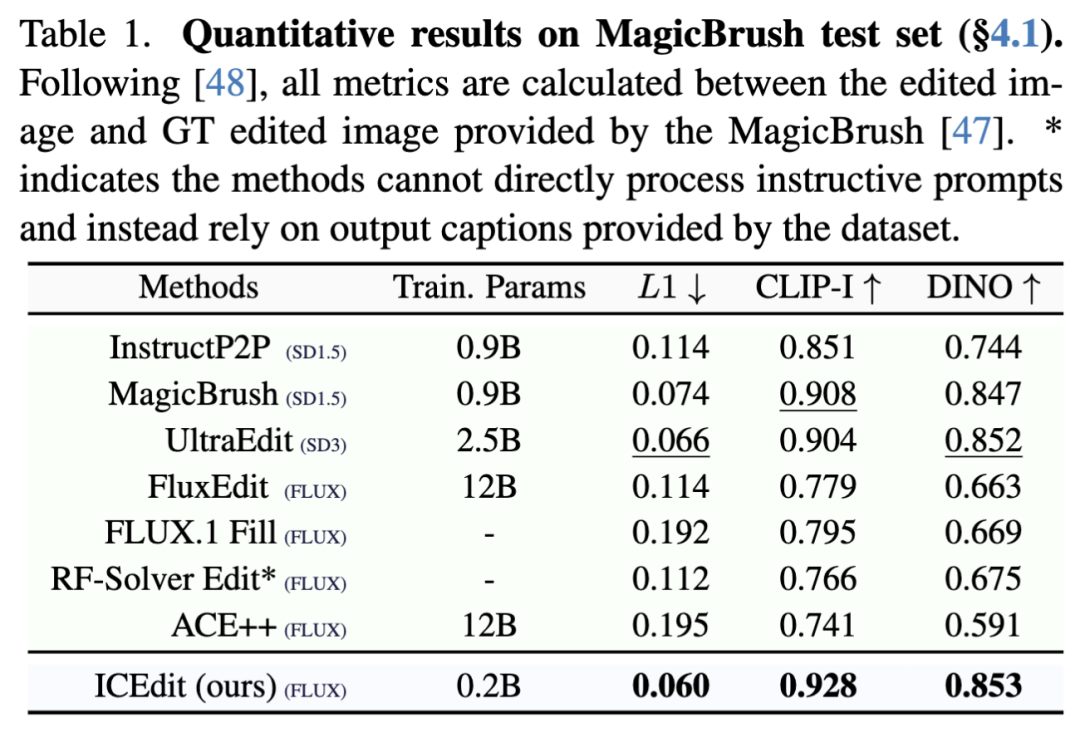 Table 1. Quantitative results on MagicBrush test set (§4.1).
Following [48], all metrics are calculated between the edited im-
age and GT edited image provided by the MagicBrush [47]. *
indicates the methods cannot directly process instructive prompts
and instead rely on output captions provided by the dataset.
Methods Train. Params L1 ↓ CLIP-I ↑ DINO ↑
InstructP2P (SD1.5) 0.9B 0.114 0.851 0.744
MagicBrush (SD1.5) 0.9B 0.074 0.908 0.847
UltraEdit (SD3) 2.5B 0.066 0.904 0.852
FluxEdit (FLUX) 12B 0.114 0.779 0.663
FLUX.1 Fill (FLUX) - 0.192 0.795 0.669
RF-Solver Edit* (FLUX) - 0.112 0.766 0.675
ACE++ (FLUX) 12B 0.195 0.741 0.591
ICEdit (ours) (FLUX) 0.2B 0.060 0.928 0.853